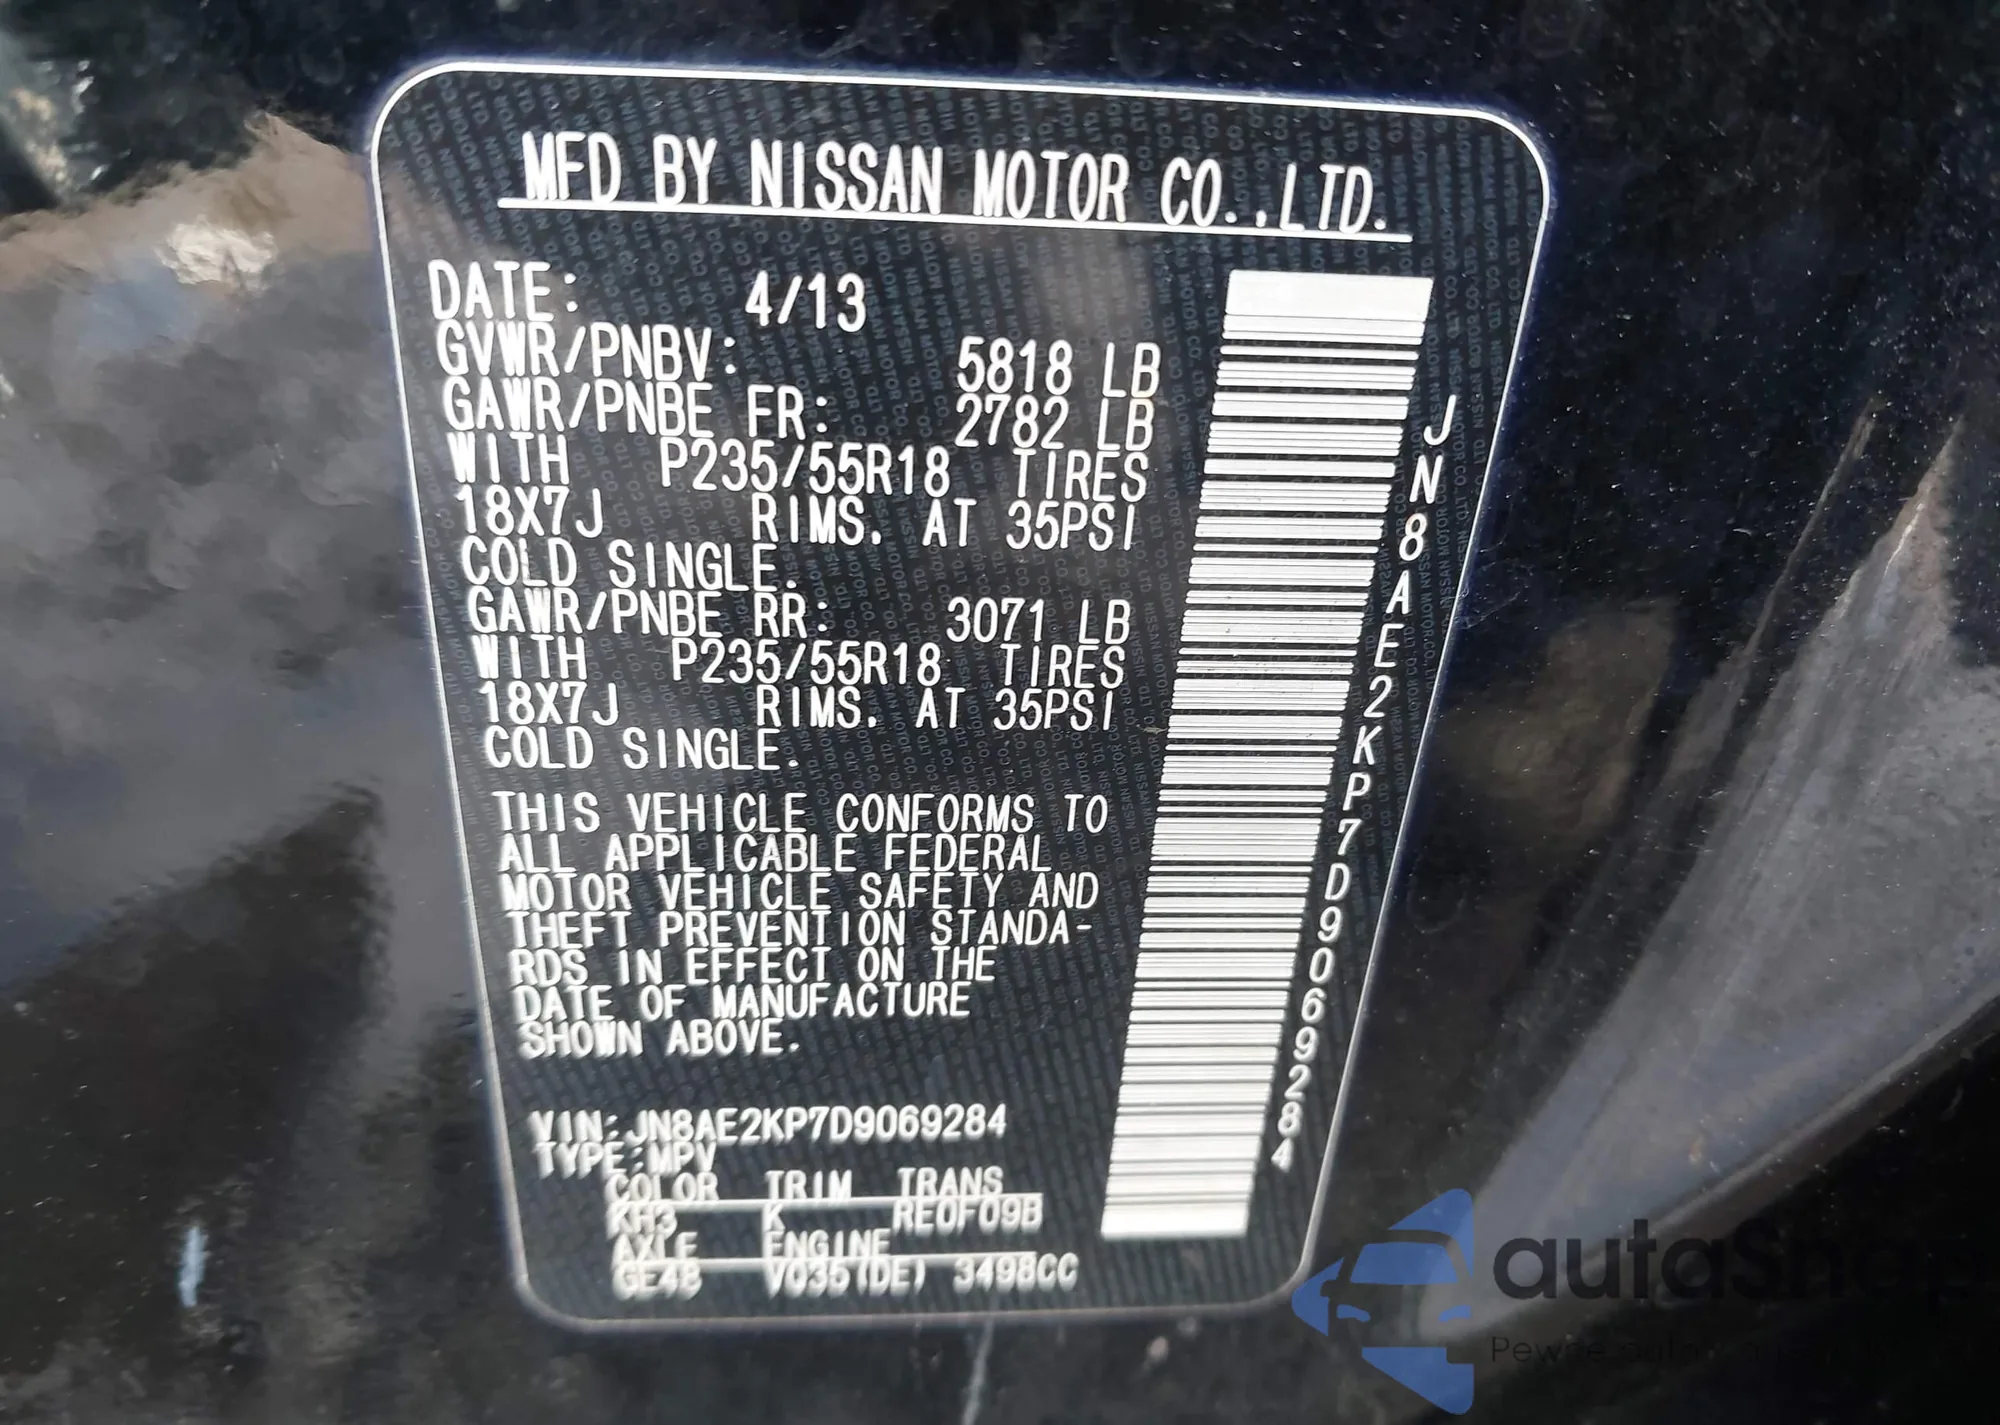 MFD BY NISSAN MOTOR CO.,LTD.
DATE: 4/13
GVWR/PNBV: 5818 LB
GAWR/PNBE FR: 2782 LB
WITH P235/55R18 TIRES
18X7J RIMS. AT 35PSI
COLD SINGLE.
GAWR/PNBE RR: 3071 LB
WITH P235/55R18 TIRES
18X7J RIMS. AT 35PSI
COLD SINGLE.
THIS VEHICLE CONFORMS TO
ALL APPLICABLE FEDERAL
MOTOR VEHICLE SAFETY AND
THEFT PREVENTION STANDA-
RDS IN EFFECT ON THE
DATE OF MANUFACTURE
SHOWN ABOVE.
VIN:JN8AE2KP7D9069284
TYPE:MPV
COLOR TRIM TRANS
KH3 K RE0F09B
AXLE ENGINE
GE48 VQ35(DE) 3498CC
JN8AE2KP7D9069284
autaSnap